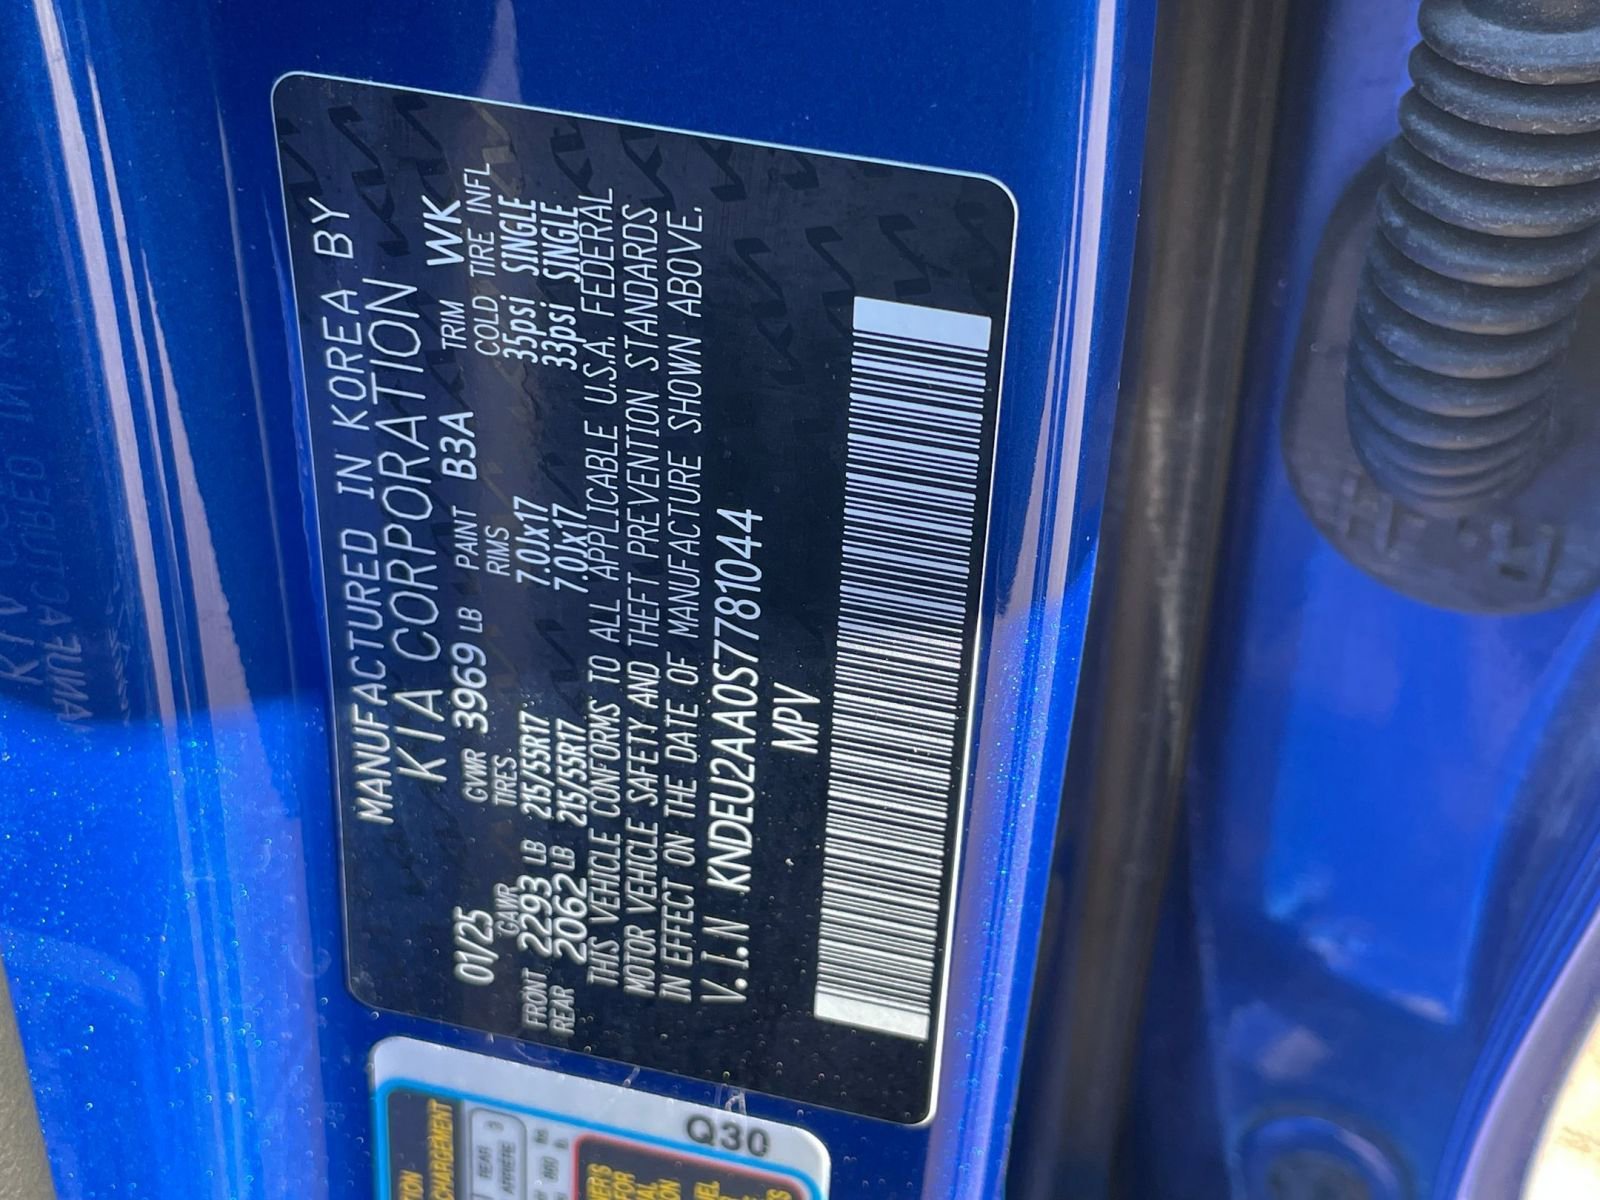 MANUFACTURED IN KOREA BY
KIA CORPORATION
01/25 GVWR 3969 LB PAINT B3A TRIM WK
GAWR TIRES RIMS COLD TIRE INFL
FRONT 2293 LB 215/55R17 7.0Jx17 35psi SINGLE
REAR 2062 LB 215/55R17 7.0Jx17 33psi SINGLE
THIS VEHICLE CONFORMS TO ALL APPLICABLE U.S.A. FEDERAL
MOTOR VEHICLE SAFETY AND THEFT PREVENTION STANDARDS
IN EFFECT ON THE DATE OF MANUFACTURE SHOWN ABOVE.
V.I.N KNDEU2AA0S7781044
MPV
Q30
REAR